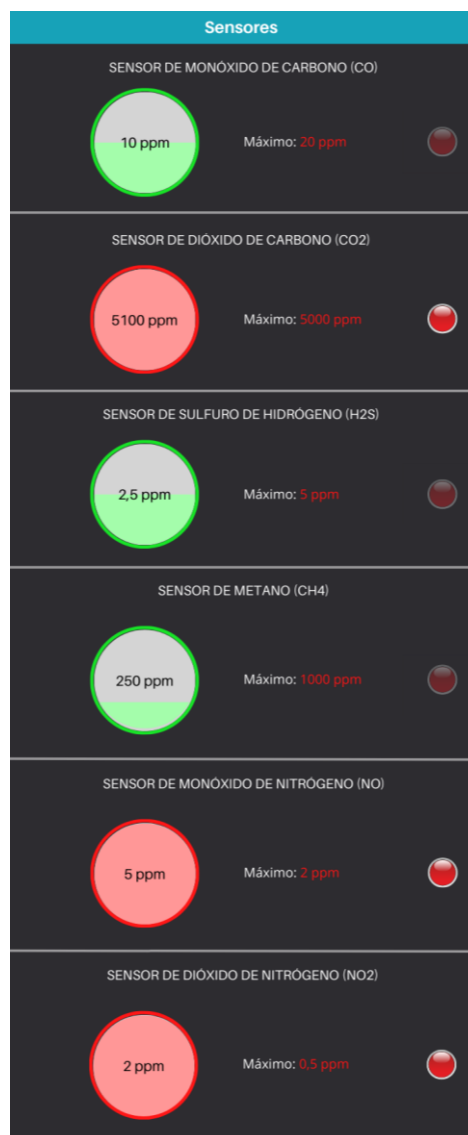 Sensores
SENSOR DE MONÓXIDO DE CARBONO (CO)
10 ppm Máximo: 20 ppm
SENSOR DE DIÓXIDO DE CARBONO (CO2)
5100 ppm Máximo: 5000 ppm
SENSOR DE SULFURO DE HIDRÓGENO (H2S)
2,5 ppm Máximo: 5 ppm
SENSOR DE METANO (CH4)
250 ppm Máximo: 1000 ppm
SENSOR DE MONÓXIDO DE NITRÓGENO (NO)
5 ppm Máximo: 2 ppm
SENSOR DE DIÓXIDO DE NITRÓGENO (NO2)
2 ppm Máximo: 0,5 ppm